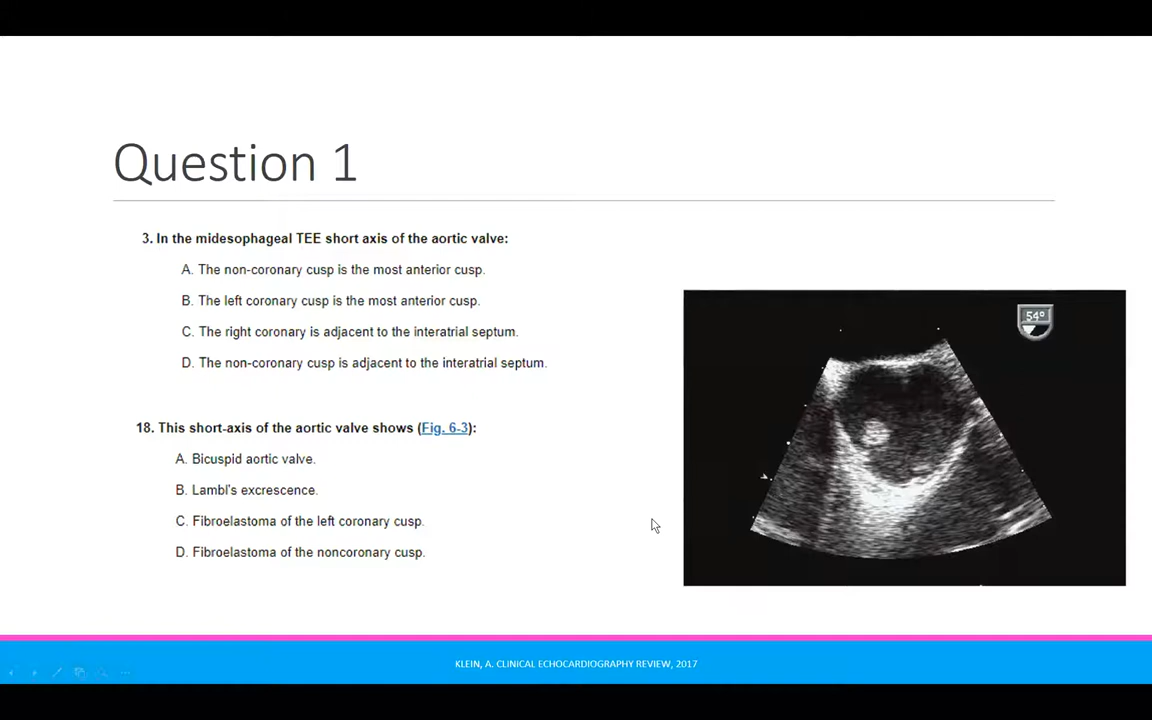 Question 1
3. In the midesophageal TEE short axis of the aortic valve:
A. The non-coronary cusp is the most anterior cusp.
B. The left coronary cusp is the most anterior cusp.
C. The right coronary is adjacent to the interatrial septum.
D. The non-coronary cusp is adjacent to the interatrial septum.
18. This short-axis of the aortic valve shows (Fig. 6-3):
A. Bicuspid aortic valve.
B. Lambl's excrescence.
C. Fibroelastoma of the left coronary cusp.
D. Fibroelastoma of the noncoronary cusp.
54°
KLEIN, A. CLINICAL ECHOCARDIOGRAPHY REVIEW, 2017